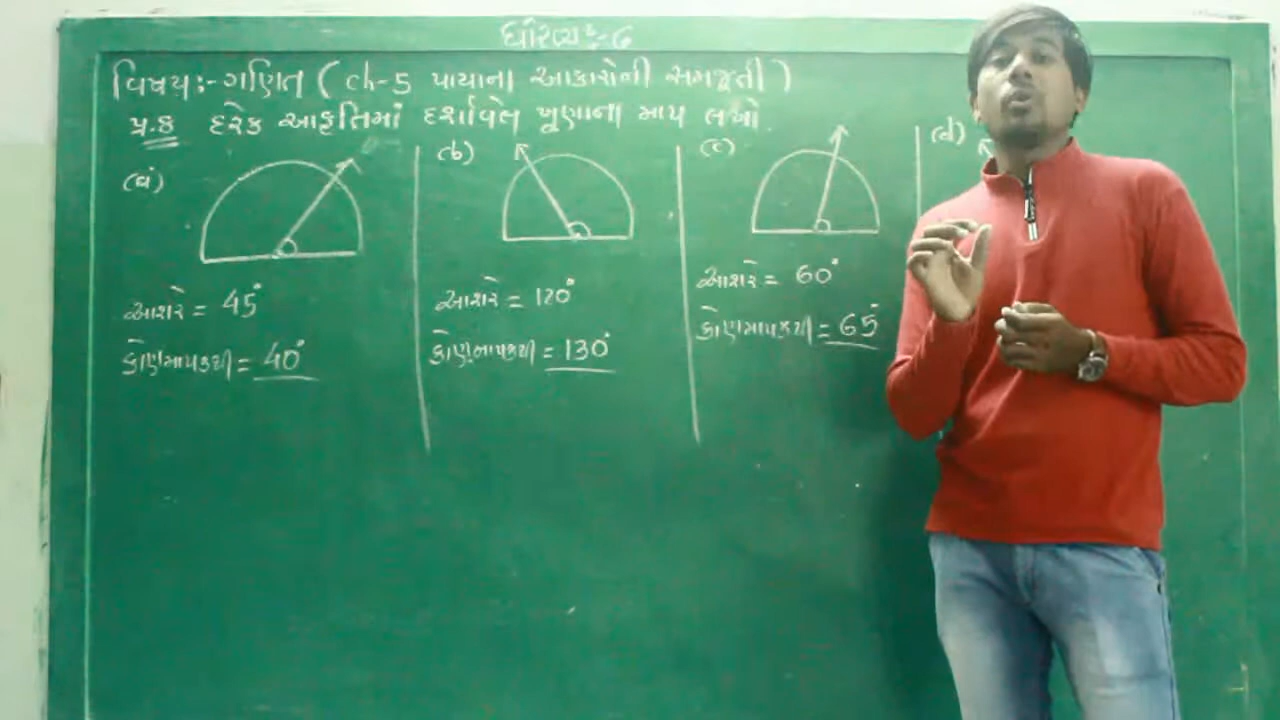 ધોરણઃ-6
વિષયઃ-ગણિત ( ch-5 પાયાના આકારોની સમજૂતી )
પ્ર.8 દરેક આકૃતિમાં દર્શાવેલ ખૂણાના માપ લખો.
(a)
આશરે = 45°
કોણમાપકથી = 40°
(b)
આશરે = 120°
કોણમાપકથી = 130°
(c)
આશરે = 60°
કોણમાપકથી = 65°
(d)